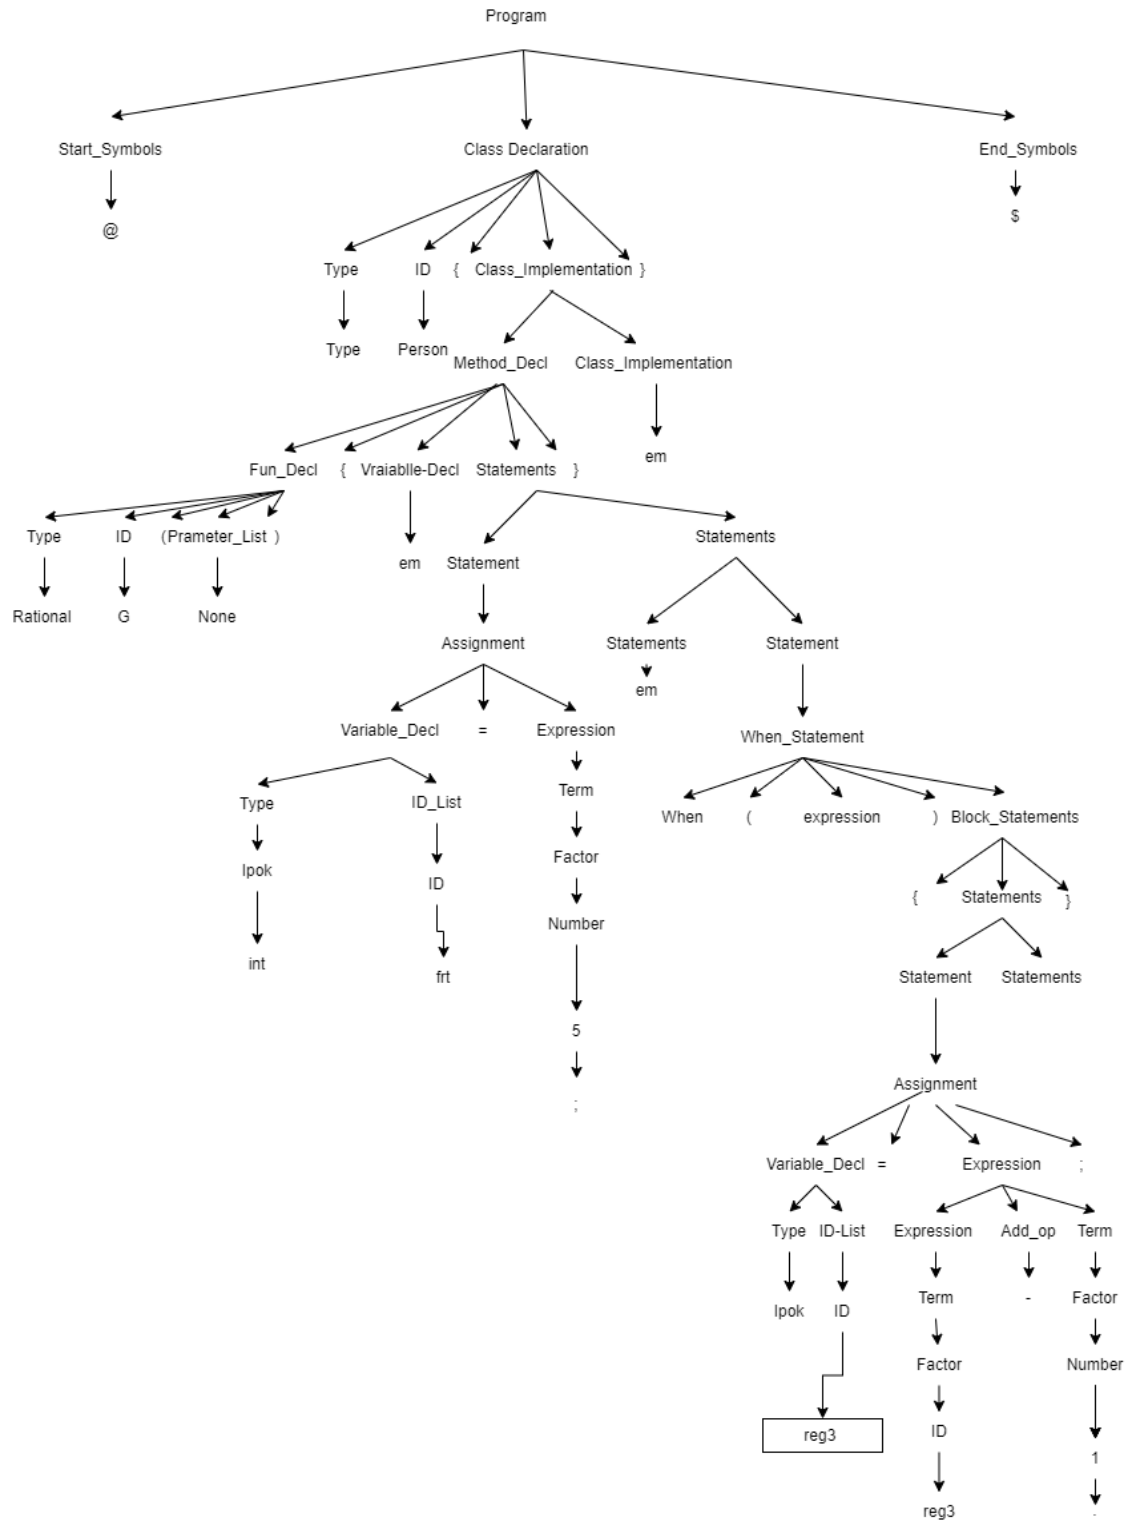 Program
Start_Symbols Class Declaration End_Symbols
@ $
Type ID { Class_Implementation }
Type Person
Method_Decl Class_Implementation
em
Fun_Decl { Vraiablle-Decl Statements }
Type ID (Prameter_List ) Statements
em Statement
Rational G None
Assignment Statements Statement
em
Variable_Decl = Expression When_Statement
Term
Type ID_List When ( expression ) Block_Statements
Factor
Ipok ID { Statements }
Number
int frt Statement Statements
5
Assignment
;
Variable_Decl = Expression ;
Type ID-List Expression Add_op Term
Ipok ID Term - Factor
Factor Number
reg3 ID
1
reg3